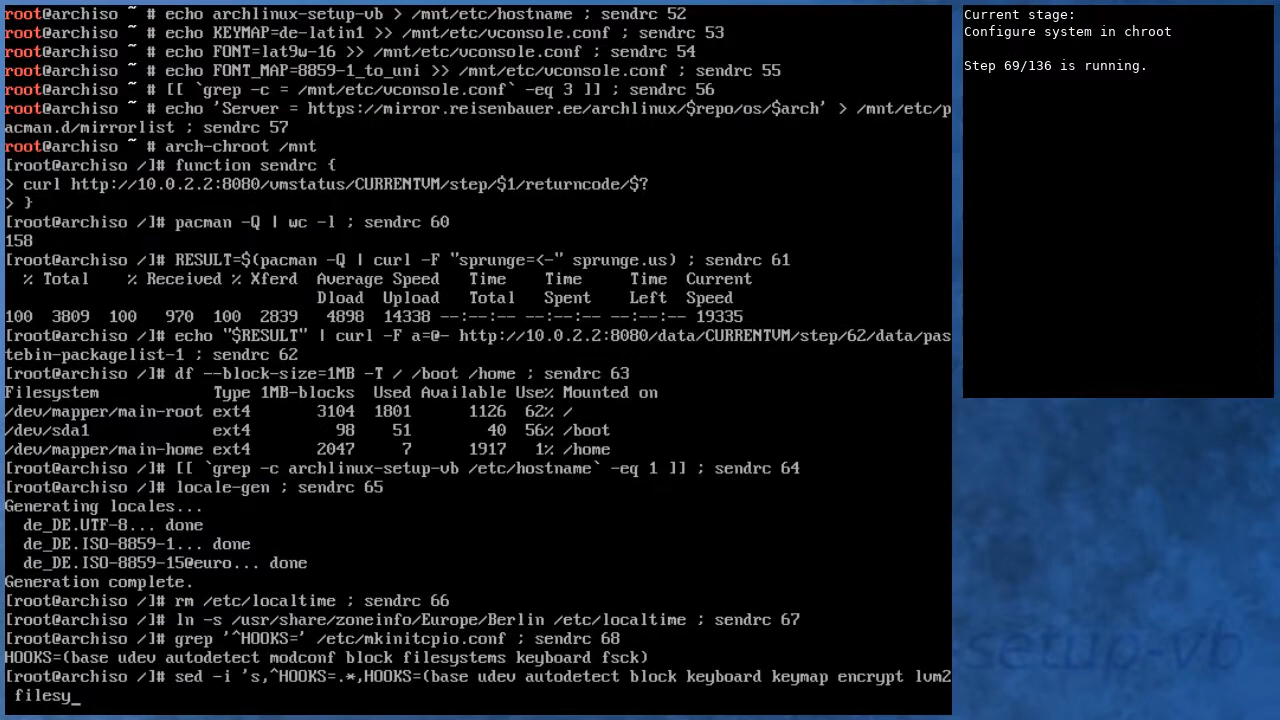 root@archiso ~ # echo archlinux-setup-vb > /mnt/etc/hostname ; sendrc 52
root@archiso ~ # echo KEYMAP=de-latin1 >> /mnt/etc/vconsole.conf ; sendrc 53
root@archiso ~ # echo FONT=lat9w-16 >> /mnt/etc/vconsole.conf ; sendrc 54
root@archiso ~ # echo FONT_MAP=8859-1_to_uni >> /mnt/etc/vconsole.conf ; sendrc 55
root@archiso ~ # [[ `grep -c = /mnt/etc/vconsole.conf` -eq 3 ]] ; sendrc 56
root@archiso ~ # echo 'Server = https://mirror.reisenbauer.ee/archlinux/$repo/os/$arch' > /mnt/etc/p
acman.d/mirrorlist ; sendrc 57
root@archiso ~ # arch-chroot /mnt
[root@archiso /]# function sendrc {
> curl http://10.0.2.2:8080/vmstatus/CURRENTVM/step/$1/returncode/$?
> }
[root@archiso /]# pacman -Q | wc -l ; sendrc 60
158
[root@archiso /]# RESULT=$(pacman -Q | curl -F "sprunge=<-" sprunge.us) ; sendrc 61
  % Total    % Received % Xferd  Average Speed   Time    Time     Time  Current
                                 Dload  Upload   Total   Spent    Left  Speed
100  3809  100   970  100  2839   4898  14338 --:--:-- --:--:-- --:--:-- 19335
[root@archiso /]# echo "$RESULT" | curl -F a=@- http://10.0.2.2:8080/data/CURRENTVM/step/62/data/pas
tebin-packagelist-1 ; sendrc 62
[root@archiso /]# df --block-size=1MB -T / /boot /home ; sendrc 63
Filesystem            Type 1MB-blocks  Used Available Use% Mounted on
/dev/mapper/main-root ext4       3104  1801      1126  62% /
/dev/sda1             ext4         98    51        40  56% /boot
/dev/mapper/main-home ext4       2047     7      1917   1% /home
[root@archiso /]# [[ `grep -c archlinux-setup-vb /etc/hostname` -eq 1 ]] ; sendrc 64
[root@archiso /]# locale-gen ; sendrc 65
Generating locales...
  de_DE.UTF-8... done
  de_DE.ISO-8859-1... done
  de_DE.ISO-8859-15@euro... done
Generation complete.
[root@archiso /]# rm /etc/localtime ; sendrc 66
[root@archiso /]# ln -s /usr/share/zoneinfo/Europe/Berlin /etc/localtime ; sendrc 67
[root@archiso /]# grep '^HOOKS=' /etc/mkinitcpio.conf ; sendrc 68
HOOKS=(base udev autodetect modconf block filesystems keyboard fsck)
[root@archiso /]# sed -i 's,^HOOKS=.*,HOOKS=(base udev autodetect block keyboard keymap encrypt lvm2
 filesy_
Current stage:
Configure system in chroot
Step 69/136 is running.
setup-vb